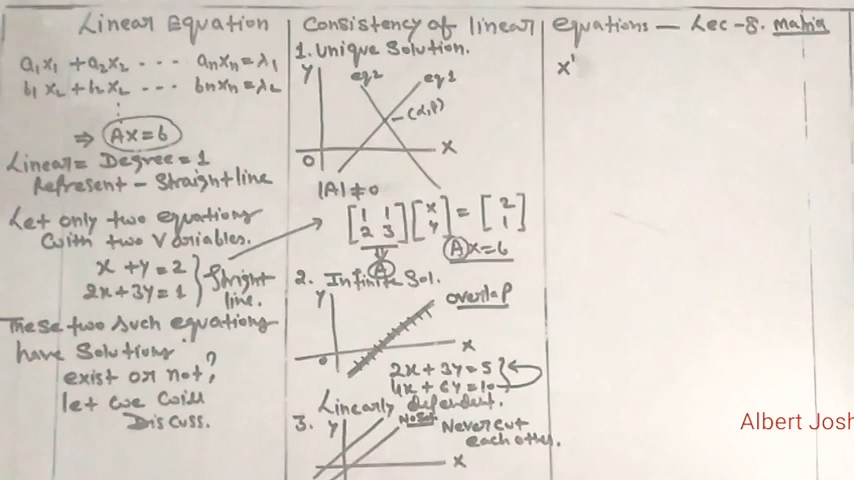 Linear Equation
a₁x₁ + a₂x₂ - - - anxn = λ₁
b₁x₂ + b₂x₂ - - - bnxn = λ₂
⇒ Ax=b
Linear = Degree = 1
Represent - Straight line
Let only two equations
with two Variables.
x + y = 2
2x + 3y = 1
Stright
line.
These two such equations
have Solutions
exist or not?
let we will
Discuss.
Consistency of linear equations — Lec-8. Matrix
1. Unique Solution.
Y
eq2
eq1
(α,β)
O
X
|A| ≠ 0
[1 1
2 3] [x
y] = [2
1]
A
Ax=b
2. Infinite Sol.
Y
overlap
O
X
2x + 3y = 5
4x + 6y = 10
Linearly dependent.
3.
Y
No Sol
Never cut
each other.
X
x'
Albert Josh